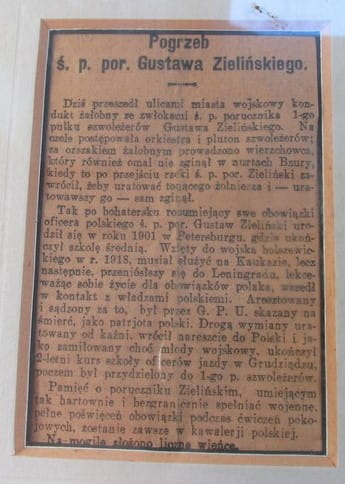 Pogrzeb
ś. p. por. Gustawa Zielińskiego.
Dziś przeszedł ulicami miasta wojskowy kon-
dukt żałobny ze zwłokami ś. p. porucznika 1-go
pułku szwoleżerów Gustawa Zielińskiego. Na
czele postępowała orkiestra i pluton szwoleżerów;
za orszakiem żałobnym prowadzono wierzchowca,
który również omal nie zginął w nurtach Bzury,
kiedy to po przejściu rzeki ś. p. por. Zieliński za-
wrócił, żeby uratować tonącego żołnierza i — ura-
towawszy go — sam zginął.
Tak po bohatersku rozumiejący swe obowiązki
oficera polskiego ś. p. por. Gustaw Zieliński uro-
dził się w roku 1901 w Petersburgu, gdzie ukoń-
czył szkołę średnią. Wzięty do wojska bolszewic-
kiego w r. 1918, musiał służyć na Kaukazie, lecz
następnie, przeniósłszy się do Leningradu, lekce-
ważąc sobie życie dla obowiązków polaka, wszedł
w kontakt z władzami polskiemi. Aresztowany
i sądzony za to, był przez G. P. U. skazany na
śmierć, jako patrjota polski. Drogą wymiany ura-
towany od kaźni, wrócił nareszcie do Polski i jako
zamiłowany choć młody wojskowy, ukończył
2-letni kurs szkoły oficerów jazdy w Grudziądzu,
poczem był przydzielony do 1-go p. szwoleżerów.
Pamięć o poruczniku Zielińskim, umiejącym
tak hartownie i bezgranicznie spełniać wojenne,
pełne poświęceń obowiązki podczas ćwiczeń poko-
jowych, zostanie zawsze w kawalerji polskiej.
Na mogile złożono liczne wieńce.